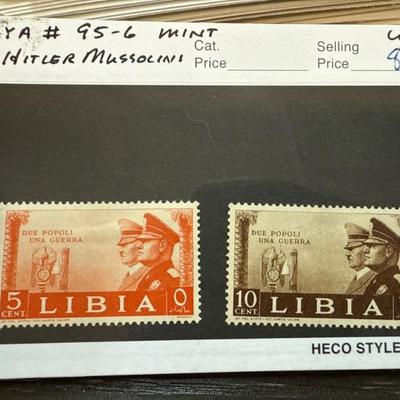 YA # 95-6 MINT
HITLER MUSSOLINI
Cat.
Price
Selling
Price
DUE POPOLI
UNA GUERRA
5 CENT.
LIBIA
DUE POPOLI
UNA GUERRA
10 CENT.
LIBIA
HECO STYLE